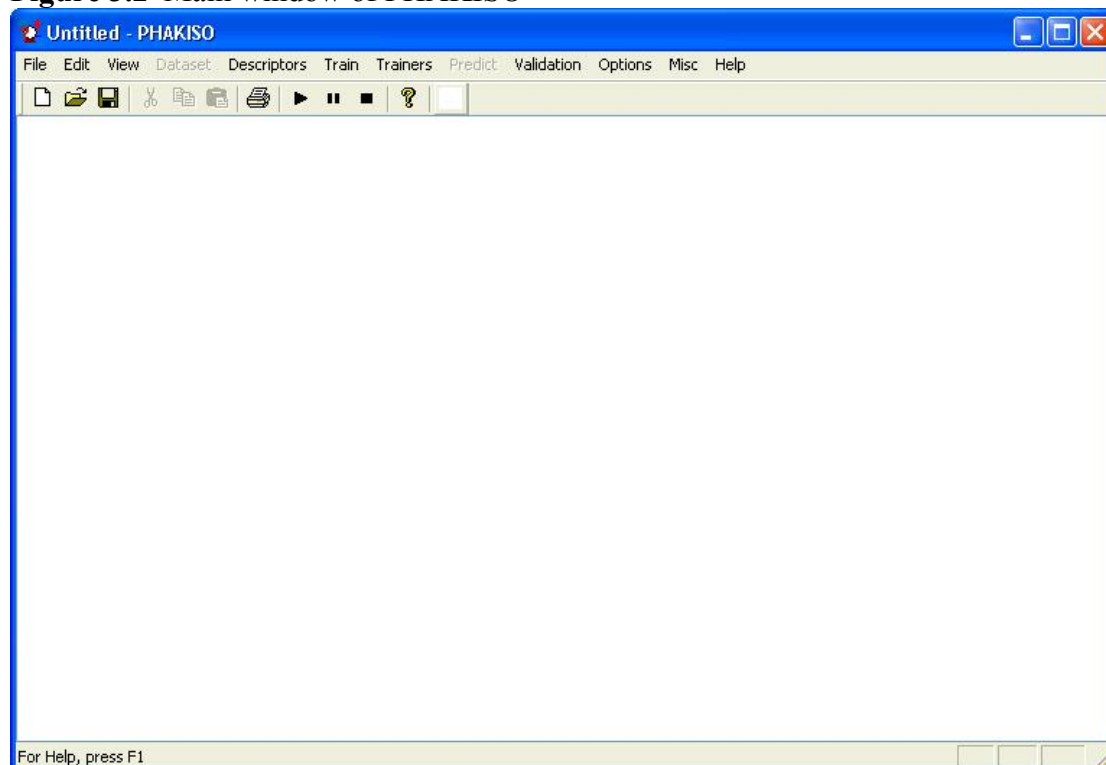 Untitled - PHAKISO
File Edit View Dataset Descriptors Train Trainers Predict Validation Options Misc Help
For Help, press F1